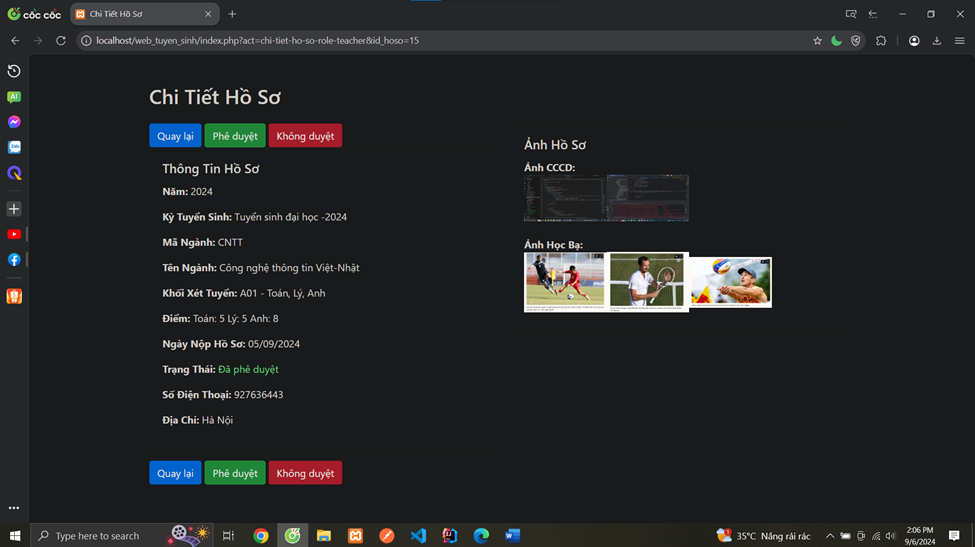 cốc cốc
Chi Tiết Hồ Sơ
localhost/web_tuyen_sinh/index.php?act=chi-tiet-ho-so-role-teacher&id_hoso=15
AI
Zalo
Chi Tiết Hồ Sơ
Quay lại Phê duyệt Không duyệt
Thông Tin Hồ Sơ
Năm: 2024
Kỳ Tuyển Sinh: Tuyển sinh đại học -2024
Mã Ngành: CNTT
Tên Ngành: Công nghệ thông tin Việt-Nhật
Khối Xét Tuyển: A01 - Toán, Lý, Anh
Điểm: Toán: 5 Lý: 5 Anh: 8
Ngày Nộp Hồ Sơ: 05/09/2024
Trạng Thái: Đã phê duyệt
Số Điện Thoại: 927636443
Địa Chỉ: Hà Nội
Quay lại Phê duyệt Không duyệt
Ảnh Hồ Sơ
Ảnh CCCD:
Ảnh Học Bạ:
Type here to search
35°C Nắng rải rác
2:06 PM
9/6/2024